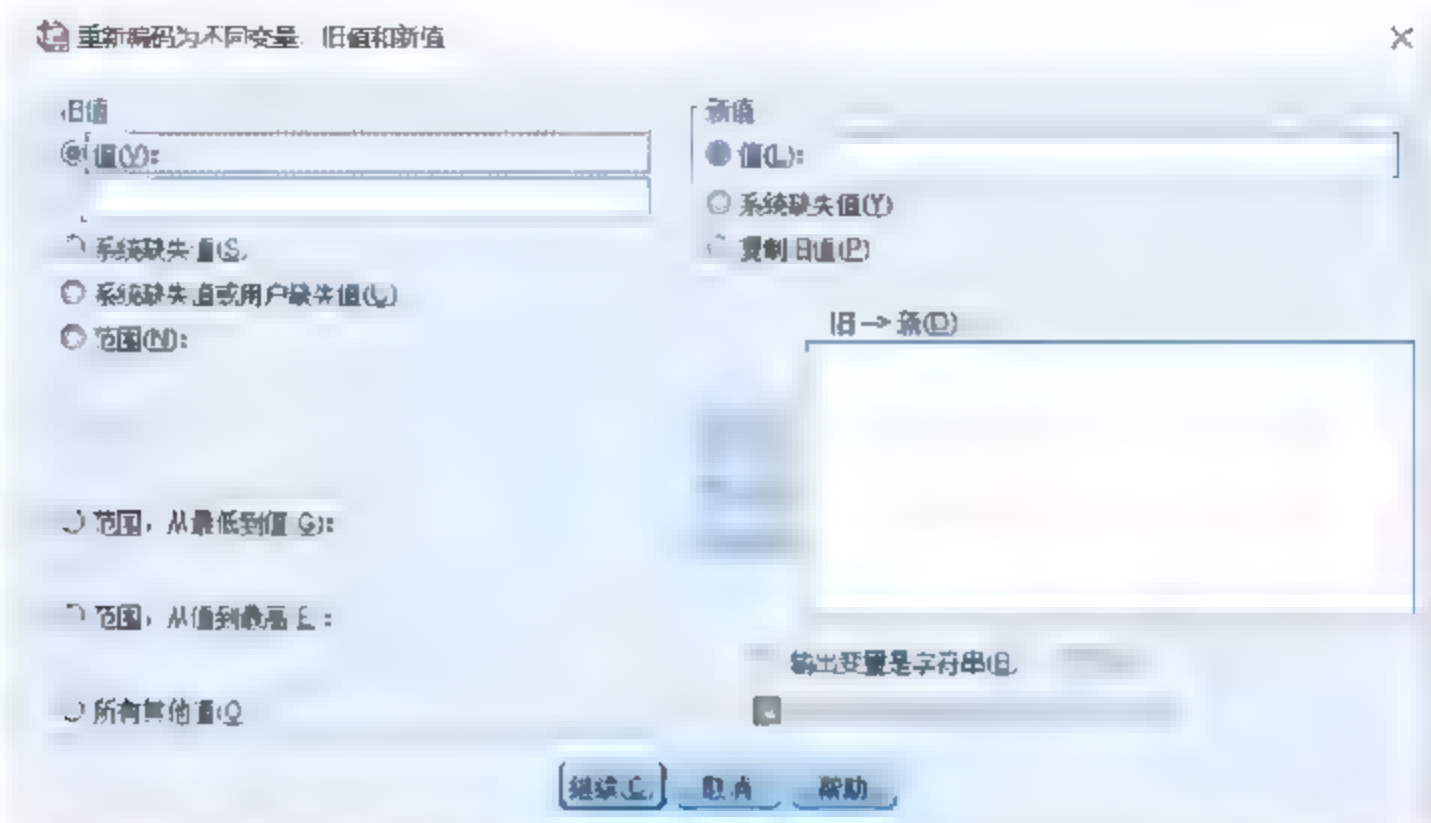 重新编码为不同变量: 旧值和新值
旧值
值(V):
系统缺失值(S)
系统缺失值或用户缺失值(U)
范围(N):
范围，从最低到值(G):
范围，从值到最高(E):
所有其他值(O)
新值
值(L):
系统缺失值(Y)
复制旧值(P)
旧 --> 新(D)
输出变量是字符串(B)
继续(C)
取消
帮助